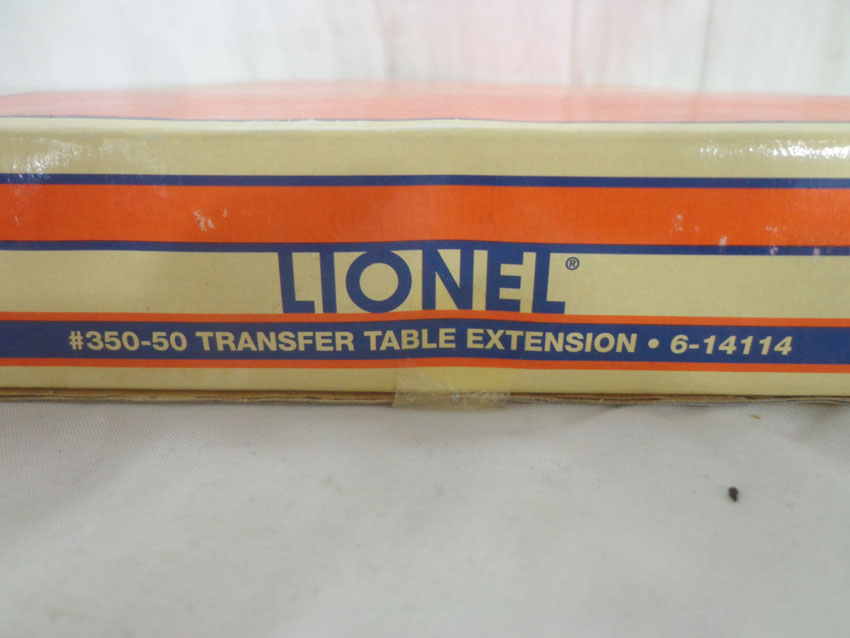 LIONEL®
#350-50 TRANSFER TABLE EXTENSION • 6-14114